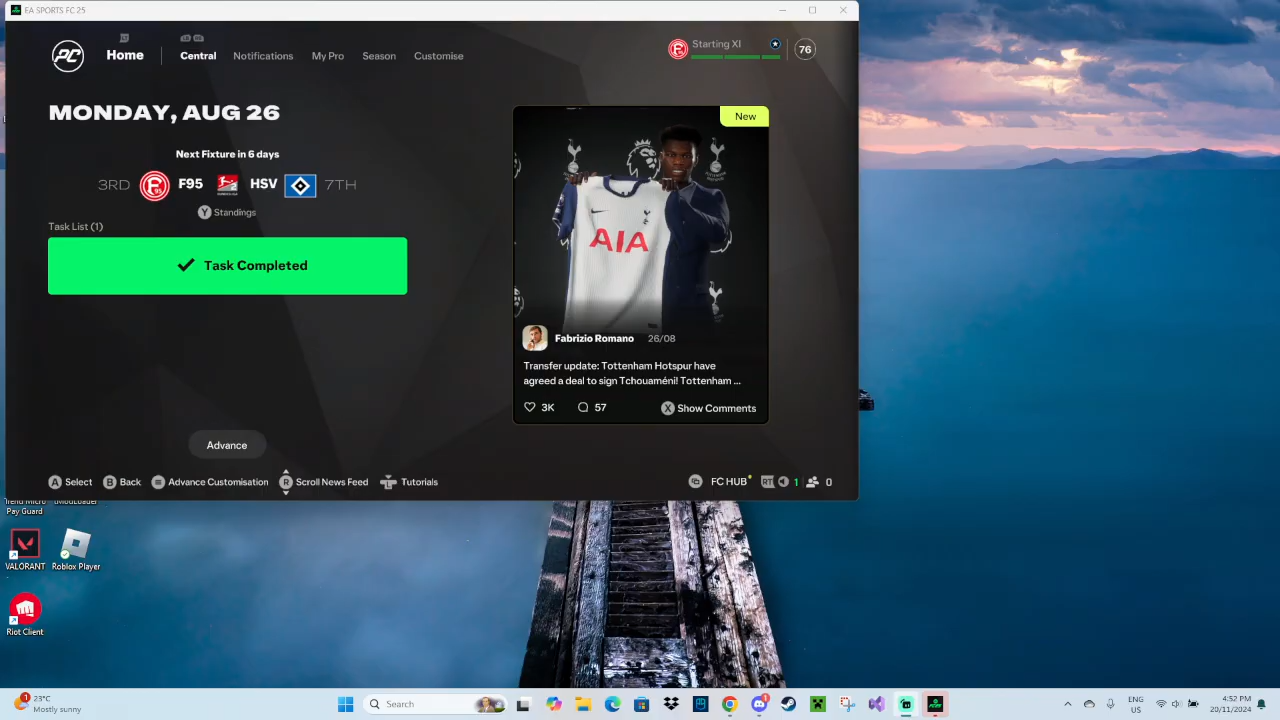 EA SPORTS FC 25
Home
Central
Notifications
My Pro
Season
Customise
Starting XI
76
MONDAY, AUG 26
Next Fixture in 6 days
3RD F95 HSV 7TH
Y Standings
Task List (1)
Task Completed
Advance
New
AIA
Fabrizio Romano 26/08
Transfer update: Tottenham Hotspur have
agreed a deal to sign Tchouaméni! Tottenham ...
3K 57 X Show Comments
A Select B Back Advance Customisation R Scroll News Feed L Tutorials
FC HUB RT 1 0
Pay Guard
VALORANT
Roblox Player
Riot Client
1
23°C
Mostly sunny
Search
1
ENG
US
4:52 PM
20/11/2024